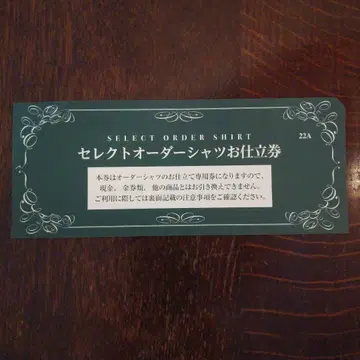 SELECT ORDER SHIRT
22A
セレクトオーダーシャツお仕立券
本券はオーダーシャツのお仕立て専用券になりますので、
現金、金券類、他の商品とはお引き換えできません。
ご利用に際しては裏面記載の注意事項をご確認ください。